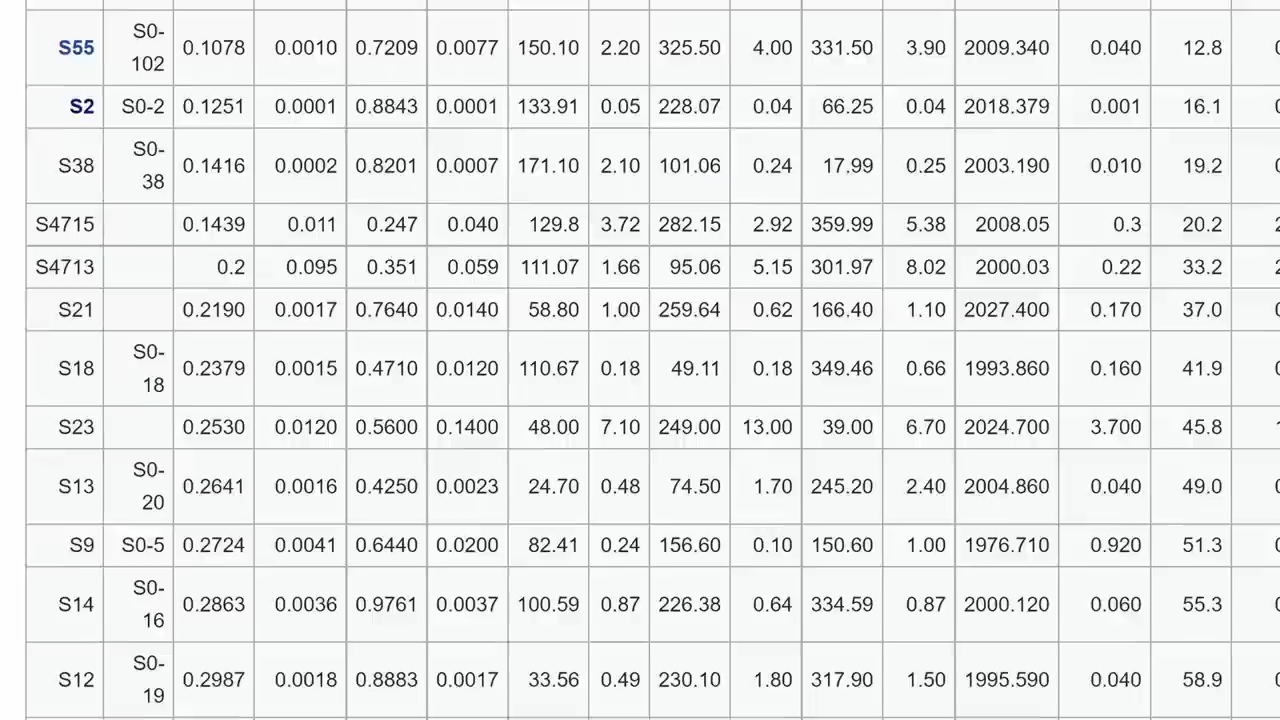 S55 S0-102 0.1078 0.0010 0.7209 0.0077 150.10 2.20 325.50 4.00 331.50 3.90 2009.340 0.040 12.8
S2 S0-2 0.1251 0.0001 0.8843 0.0001 133.91 0.05 228.07 0.04 66.25 0.04 2018.379 0.001 16.1
S38 S0-38 0.1416 0.0002 0.8201 0.0007 171.10 2.10 101.06 0.24 17.99 0.25 2003.190 0.010 19.2
S4715 0.1439 0.011 0.247 0.040 129.8 3.72 282.15 2.92 359.99 5.38 2008.05 0.3 20.2
S4713 0.2 0.095 0.351 0.059 111.07 1.66 95.06 5.15 301.97 8.02 2000.03 0.22 33.2
S21 0.2190 0.0017 0.7640 0.0140 58.80 1.00 259.64 0.62 166.40 1.10 2027.400 0.170 37.0
S18 S0-18 0.2379 0.0015 0.4710 0.0120 110.67 0.18 49.11 0.18 349.46 0.66 1993.860 0.160 41.9
S23 0.2530 0.0120 0.5600 0.1400 48.00 7.10 249.00 13.00 39.00 6.70 2024.700 3.700 45.8
S13 S0-20 0.2641 0.0016 0.4250 0.0023 24.70 0.48 74.50 1.70 245.20 2.40 2004.860 0.040 49.0
S9 S0-5 0.2724 0.0041 0.6440 0.0200 82.41 0.24 156.60 0.10 150.60 1.00 1976.710 0.920 51.3
S14 S0-16 0.2863 0.0036 0.9761 0.0037 100.59 0.87 226.38 0.64 334.59 0.87 2000.120 0.060 55.3
S12 S0-19 0.2987 0.0018 0.8883 0.0017 33.56 0.49 230.10 1.80 317.90 1.50 1995.590 0.040 58.9